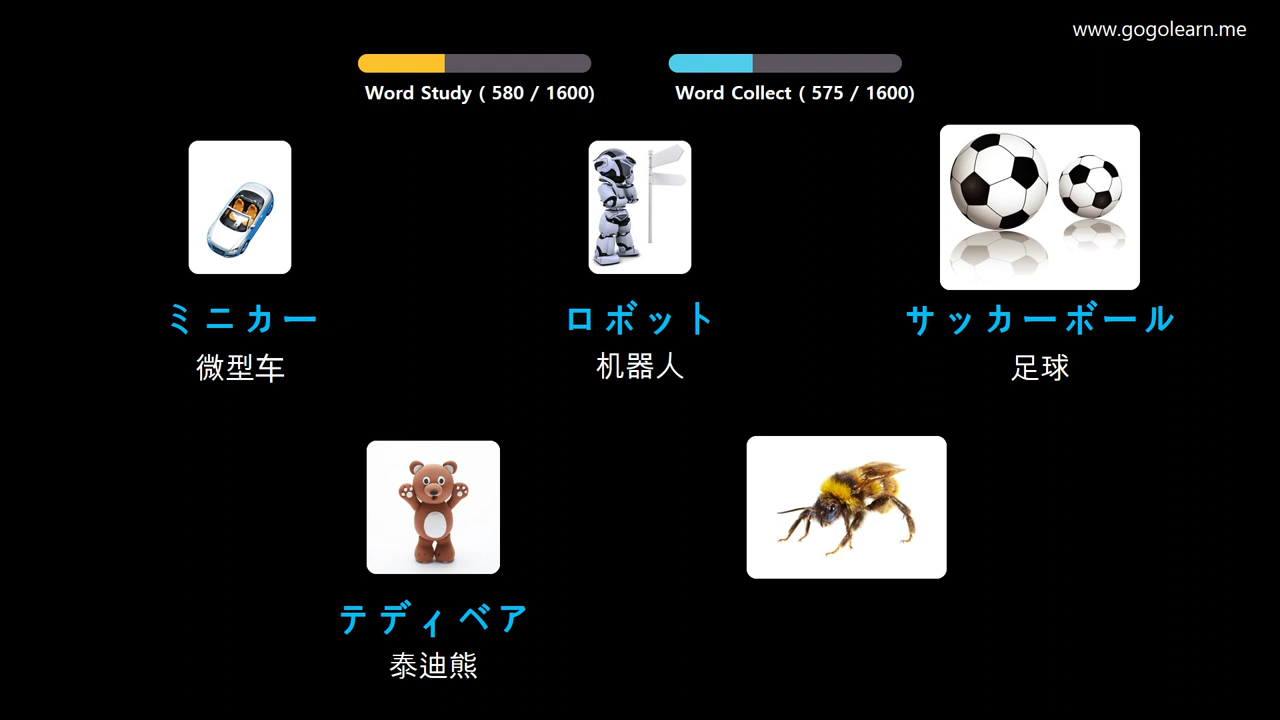 www.gogolearn.me
Word Study ( 580 / 1600)
Word Collect ( 575 / 1600)
ミニカー
微型车
ロボット
机器人
サッカーボール
足球
テディベア
泰迪熊